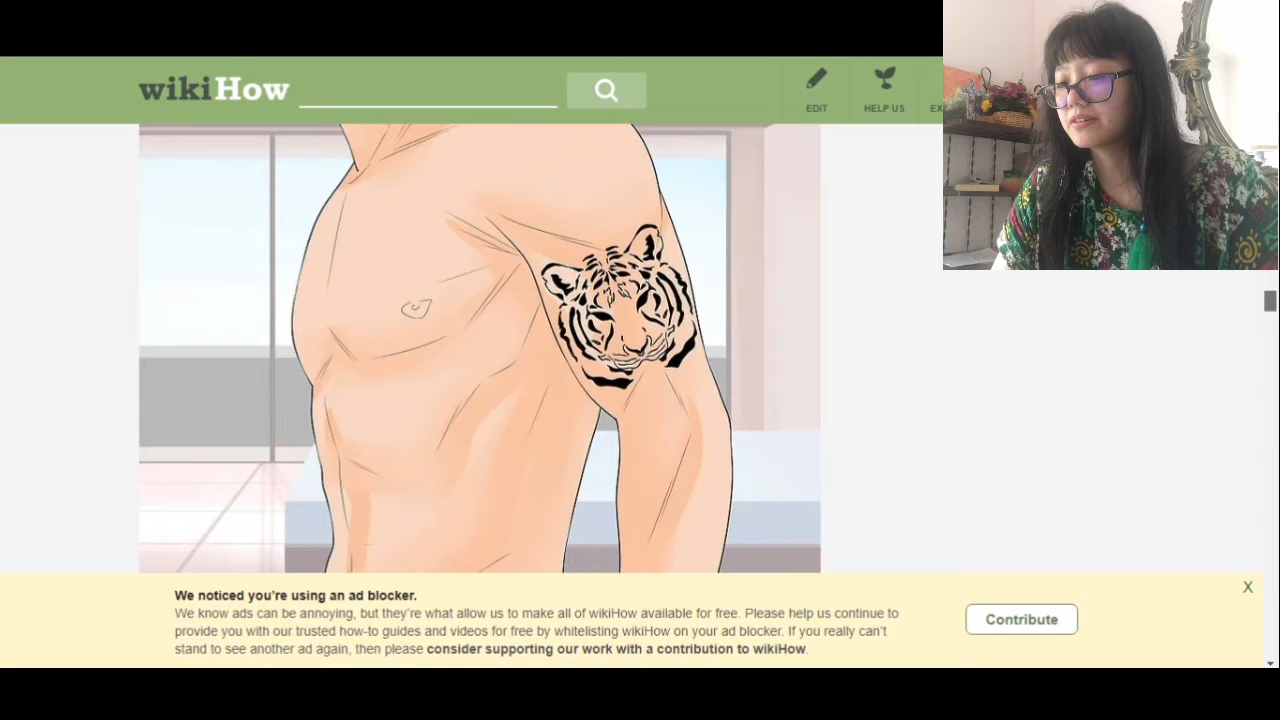 wikiHow
EDIT
HELP US
We noticed you're using an ad blocker.
X
We know ads can be annoying, but they're what allow us to make all of wikiHow available for free. Please help us continue to
provide you with our trusted how-to guides and videos for free by whitelisting wikiHow on your ad blocker. If you really can't
stand to see another ad again, then please consider supporting our work with a contribution to wikiHow.
Contribute